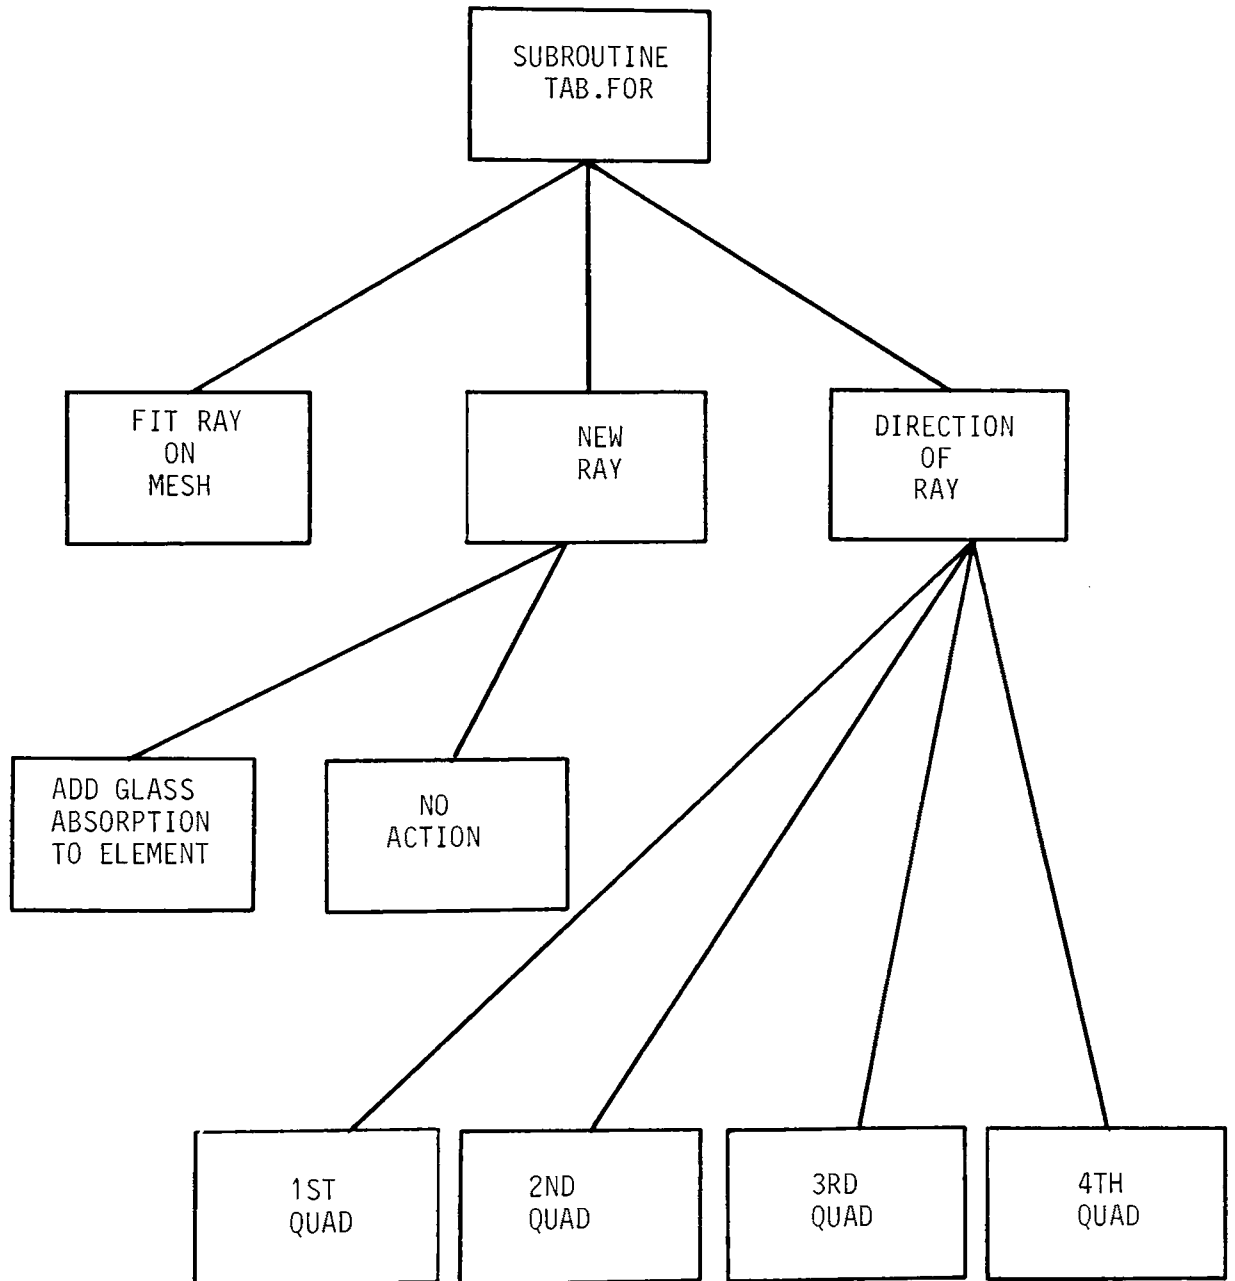 SUBROUTINE
TAB.FOR
FIT RAY
ON
MESH
NEW
RAY
DIRECTION
OF
RAY
ADD GLASS
ABSORPTION
TO ELEMENT
NO
ACTION
1ST
QUAD
2ND
QUAD
3RD
QUAD
4TH
QUAD